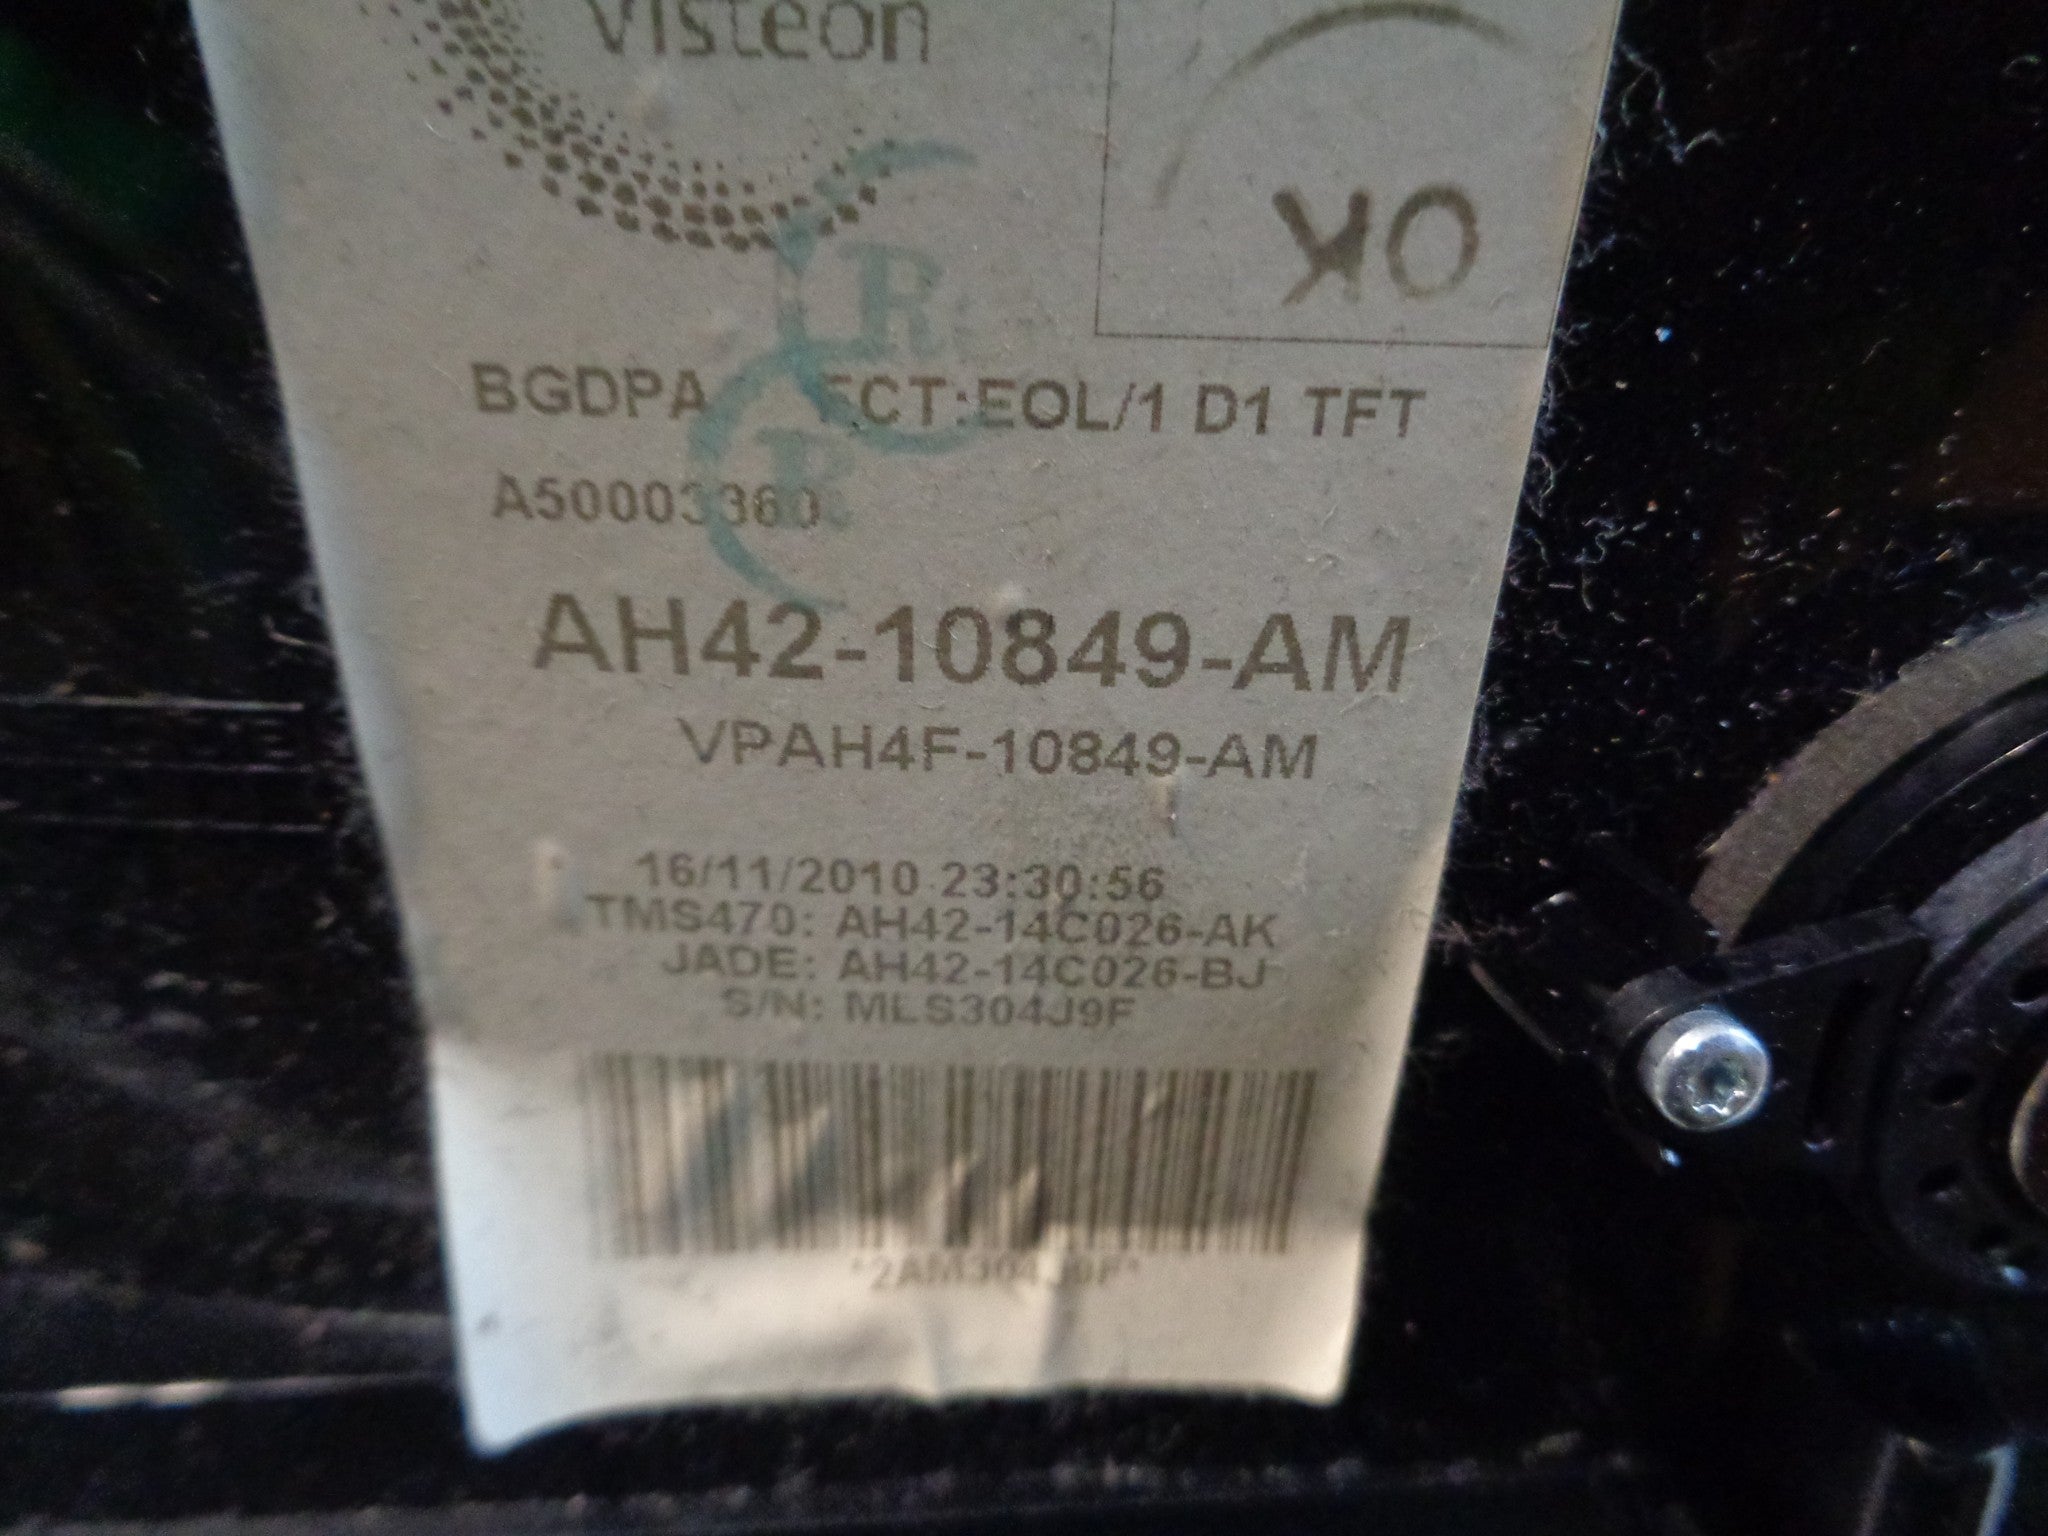 Visteon
OK
R
BGDPA ECT:EOL/1 D1 TFT
AH42-10849-AM
VPAH4F-10849-AM
16/11/2010 23:30:56
TMS470: AH42-14C026-AK
JADE: AH42-14C026-BJ
S/N: MLS304J9F
*2AM304J9F*